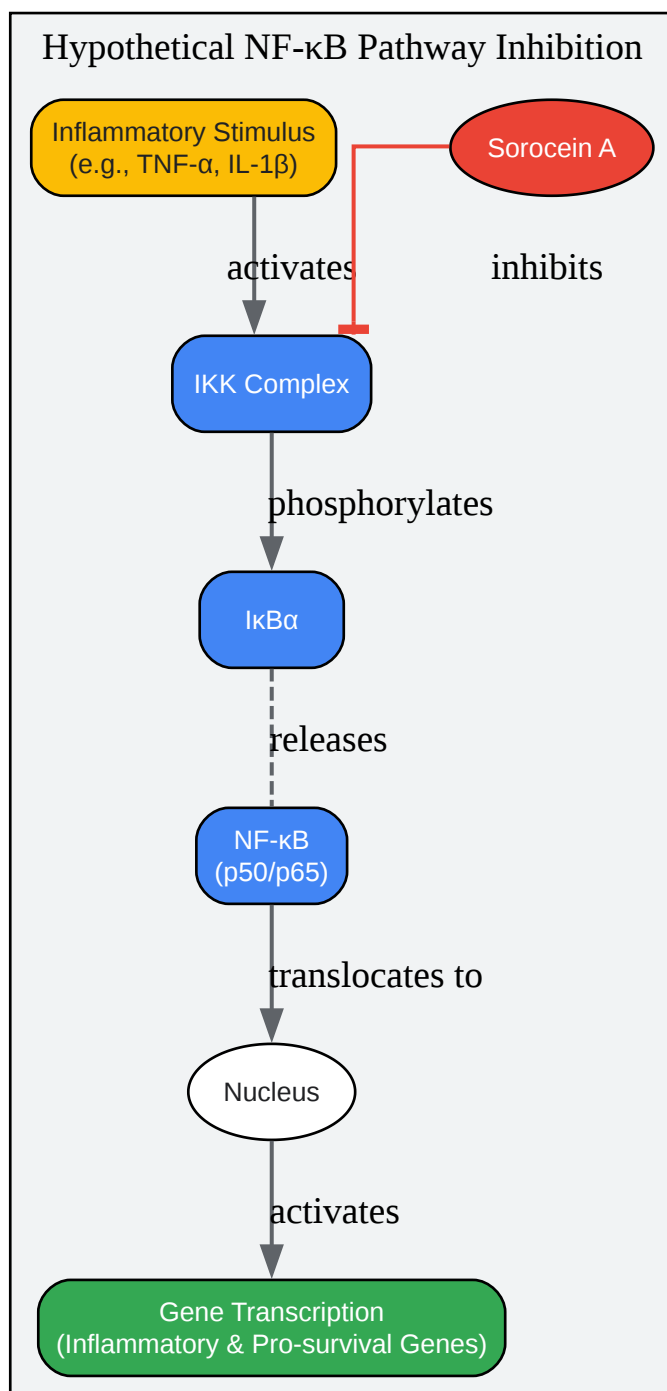 Hypothetical NF-κB Pathway Inhibition
Inflammatory Stimulus
(e.g., TNF-α, IL-1β)
Sorocein A
activates
inhibits
IKK Complex
phosphorylates
IκBα
releases
NF-κB
(p50/p65)
translocates to
Nucleus
activates
Gene Transcription
(Inflammatory & Pro-survival Genes)